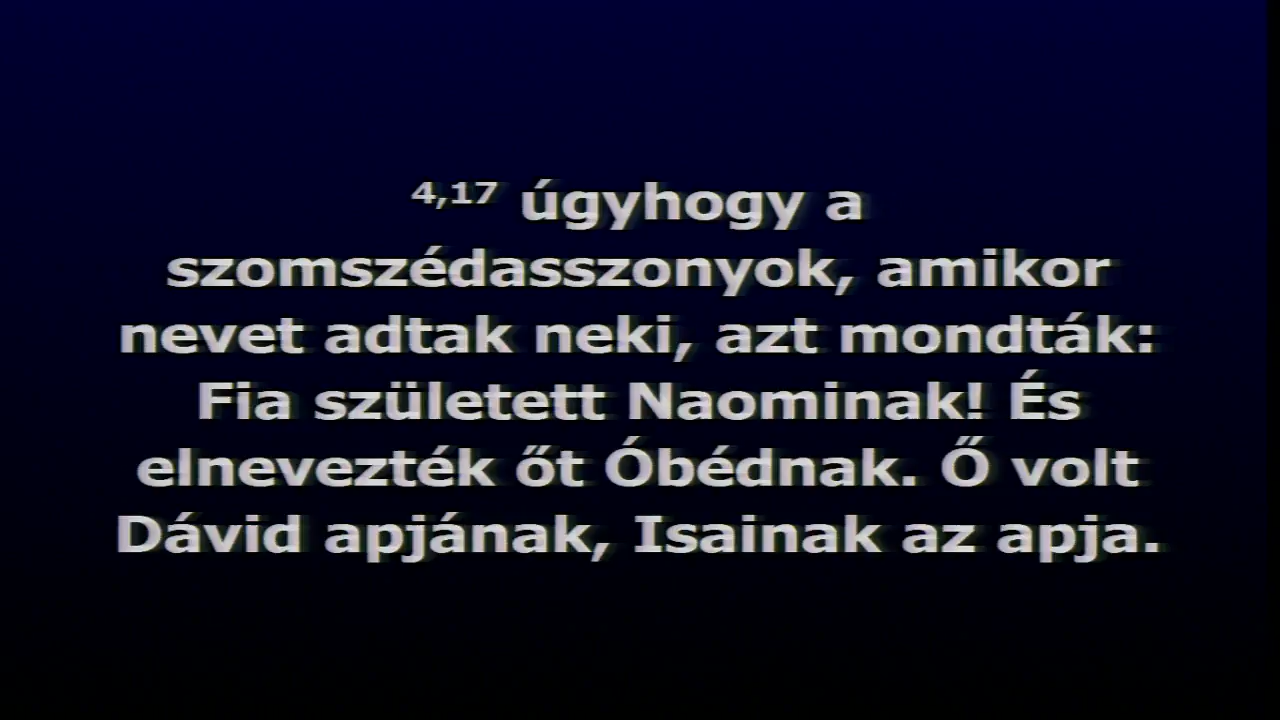 4,17 úgyhogy a
szomszédasszonyok, amikor
nevet adtak neki, azt mondták:
Fia született Naominak! És
elnevezték őt Óbédnak. Ő volt
Dávid apjának, Isainak az apja.